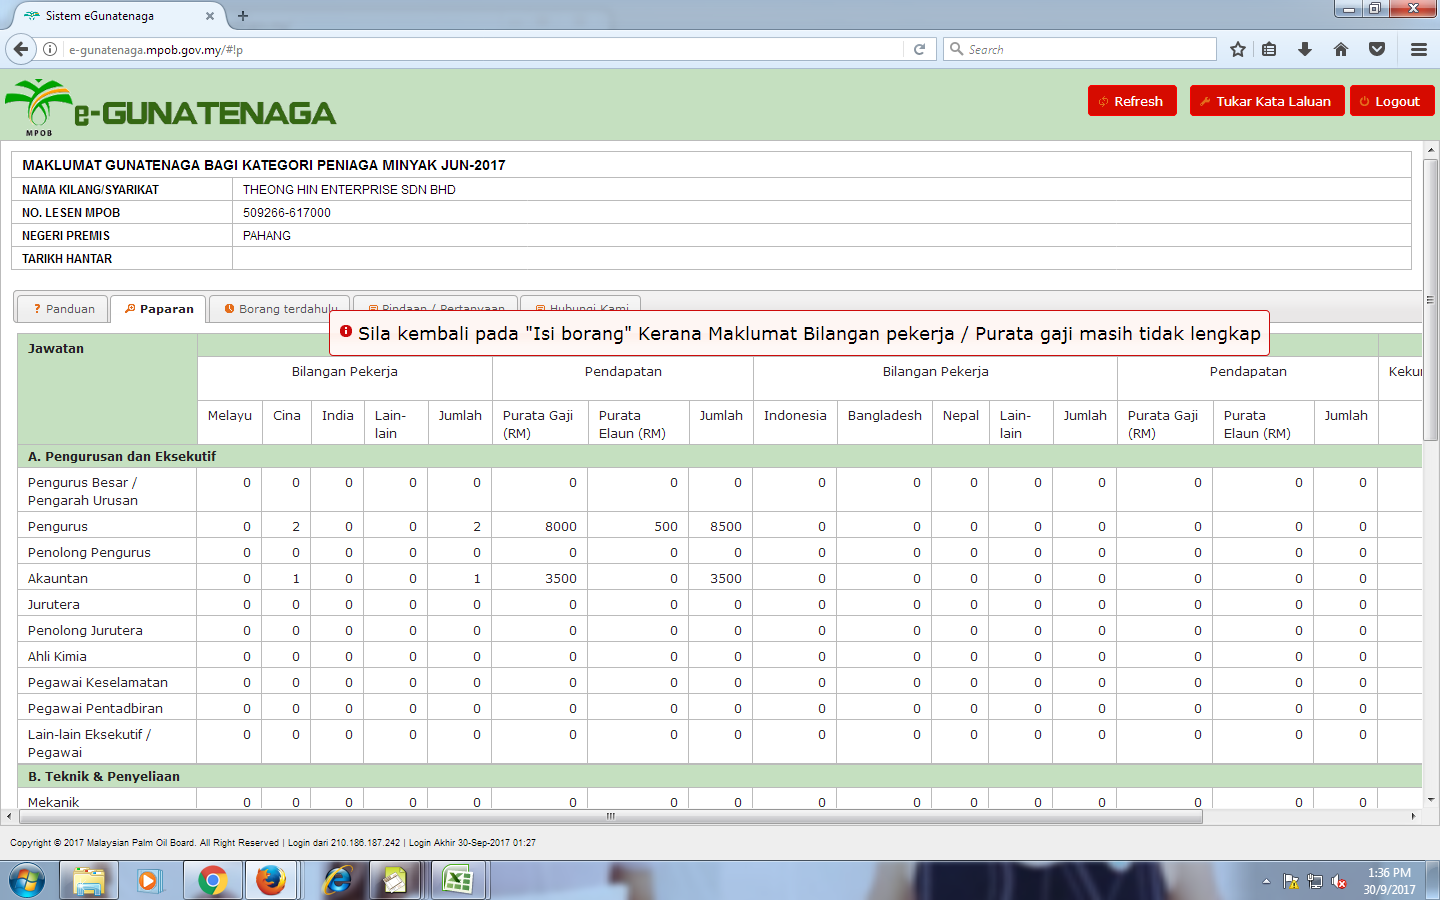 Sistem eGunatenaga
e-gunatenaga.mpob.gov.my/#!p
Search
MPOB
e-GUNATENAGA
Refresh
Tukar Kata Laluan
Logout
MAKLUMAT GUNATENAGA BAGI KATEGORI PENIAGA MINYAK JUN-2017
NAMA KILANG/SYARIKAT THEONG HIN ENTERPRISE SDN BHD
NO. LESEN MPOB 509266-617000
NEGERI PREMIS PAHANG
TARIKH HANTAR
Panduan Paparan Borang terdahulu Pindaan / Pertanyaan Hubungi Kami
Sila kembali pada "Isi borang" Kerana Maklumat Bilangan pekerja / Purata gaji masih tidak lengkap
Jawatan
Bilangan Pekerja Pendapatan Bilangan Pekerja Pendapatan
Melayu Cina India Lain-lain Jumlah Purata Gaji (RM) Purata Elaun (RM) Jumlah Indonesia Bangladesh Nepal Lain-lain Jumlah Purata Gaji (RM) Purata Elaun (RM) Jumlah
A. Pengurusan dan Eksekutif
Pengurus Besar / Pengarah Urusan 0 0 0 0 0 0 0 0 0 0 0 0 0 0 0 0
Pengurus 0 2 0 0 2 8000 500 8500 0 0 0 0 0 0 0 0
Penolong Pengurus 0 0 0 0 0 0 0 0 0 0 0 0 0 0 0 0
Akauntan 0 1 0 0 1 3500 0 3500 0 0 0 0 0 0 0 0
Jurutera 0 0 0 0 0 0 0 0 0 0 0 0 0 0 0 0
Penolong Jurutera 0 0 0 0 0 0 0 0 0 0 0 0 0 0 0 0
Ahli Kimia 0 0 0 0 0 0 0 0 0 0 0 0 0 0 0 0
Pegawai Keselamatan 0 0 0 0 0 0 0 0 0 0 0 0 0 0 0 0
Pegawai Pentadbiran 0 0 0 0 0 0 0 0 0 0 0 0 0 0 0 0
Lain-lain Eksekutif / Pegawai 0 0 0 0 0 0 0 0 0 0 0 0 0 0 0 0
B. Teknik & Penyeliaan
Mekanik 0 0 0 0 0 0 0 0 0 0 0 0 0 0 0 0
Copyright © 2017 Malaysian Palm Oil Board. All Right Reserved | Login dari 210.186.187.242 | Login Akhir 30-Sep-2017 01:27
1:36 PM
30/9/2017